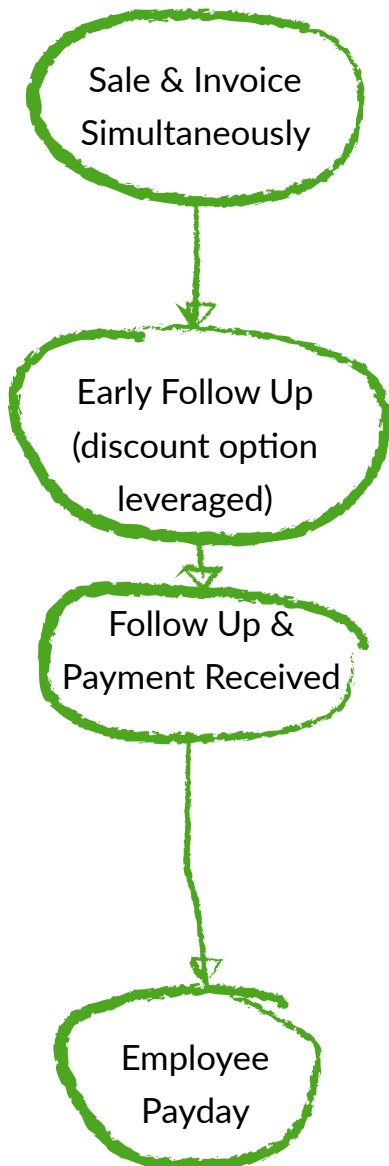 Sale & Invoice
Simultaneously
Early Follow Up
(discount option
leveraged)
Follow Up &
Payment Received
Employee
Payday